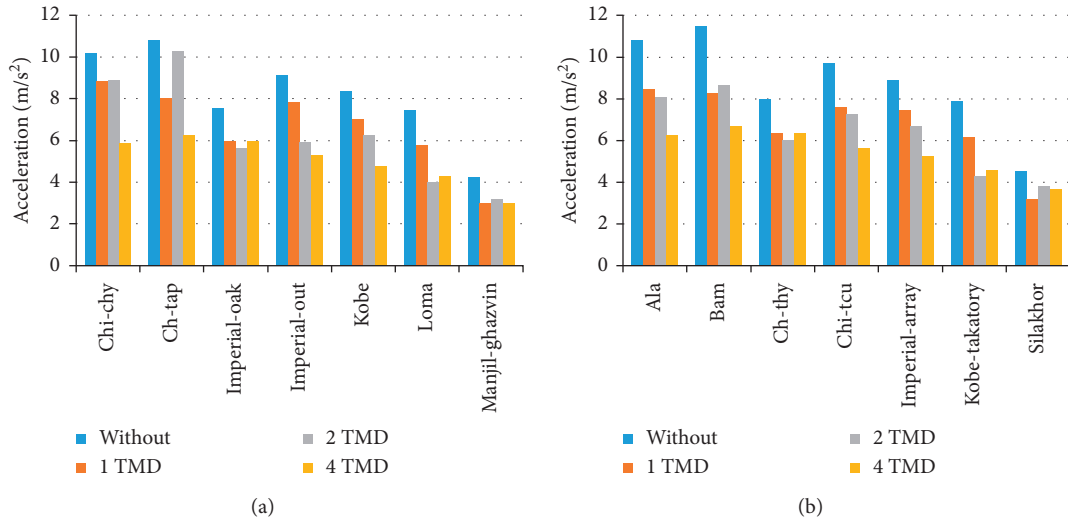 12
10
8
6
4
2
0
Acceleration (m/s²)
Chi-chy
Ch-tap
Imperial-oak
Imperial-out
Kobe
Loma
Manjil-ghazvin
Without
1 TMD
2 TMD
4 TMD
(a)
12
10
8
6
4
2
0
Acceleration (m/s²)
Ala
Bam
Ch-thy
Chi-tcu
Imperial-array
Kobe-takatory
Silakhor
Without
1 TMD
2 TMD
4 TMD
(b)